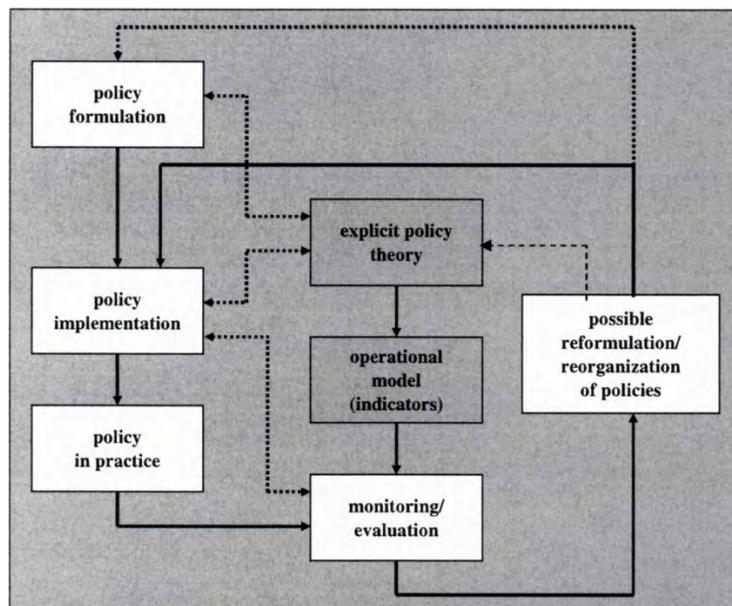 policy
formulation
explicit policy
theory
policy
implementation
possible
reformulation/
reorganization
of policies
operational
model
(indicators)
policy
in practice
monitoring/
evaluation